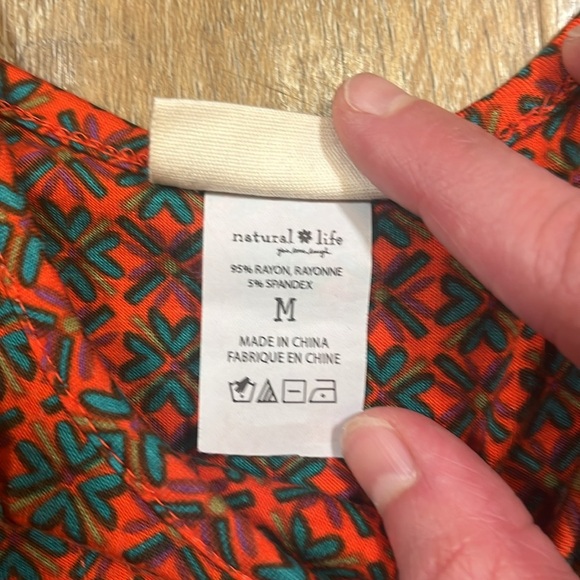 natural life
95% RAYON, RAYONNE
5% SPANDEX
M
MADE IN CHINA
FABRIQUE EN CHINE